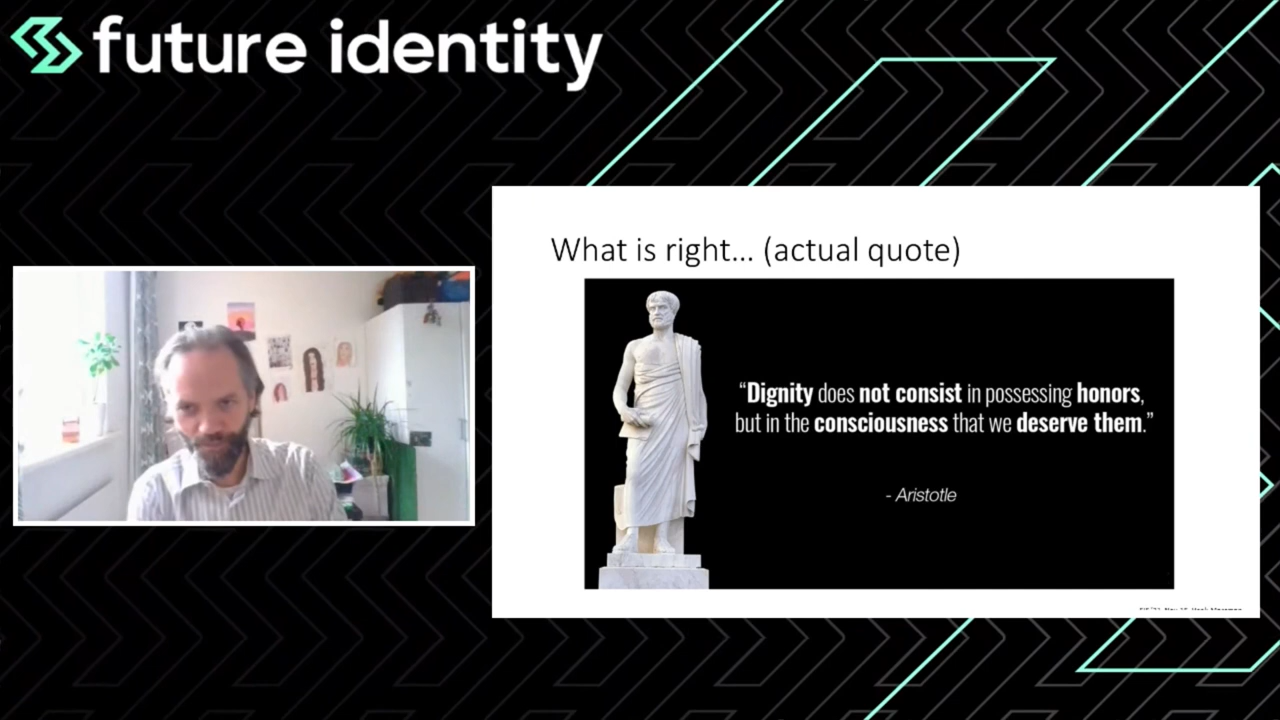 future identity
What is right... (actual quote)
“Dignity does not consist in possessing honors,
but in the consciousness that we deserve them.”
- Aristotle